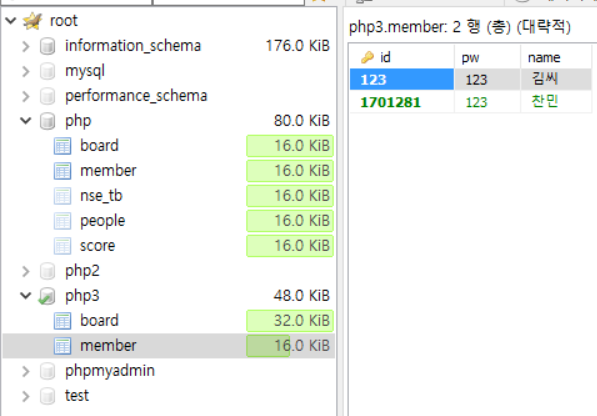 root
information_schema 176.0 KiB
mysql
performance_schema
php 80.0 KiB
board 16.0 KiB
member 16.0 KiB
nse_tb 16.0 KiB
people 16.0 KiB
score 16.0 KiB
php2
php3 48.0 KiB
board 32.0 KiB
member 16.0 KiB
phpmyadmin
test
php3.member: 2 행 (총) (대략적)
id pw name
123 123 김씨
1701281 123 찬민